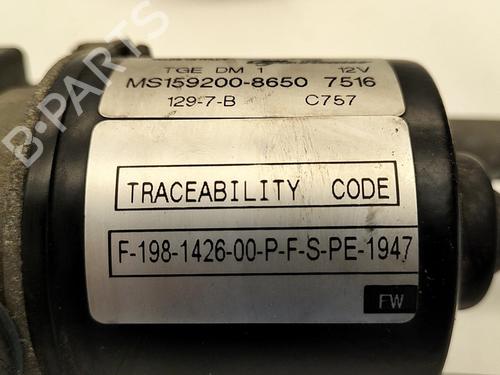 TGE DM 1 12V
MS159200-8650 7516
129-7-B C757
TRACEABILITY CODE
F-198-1426-00-P-F-S-PE-1947
FW
B-PARTS